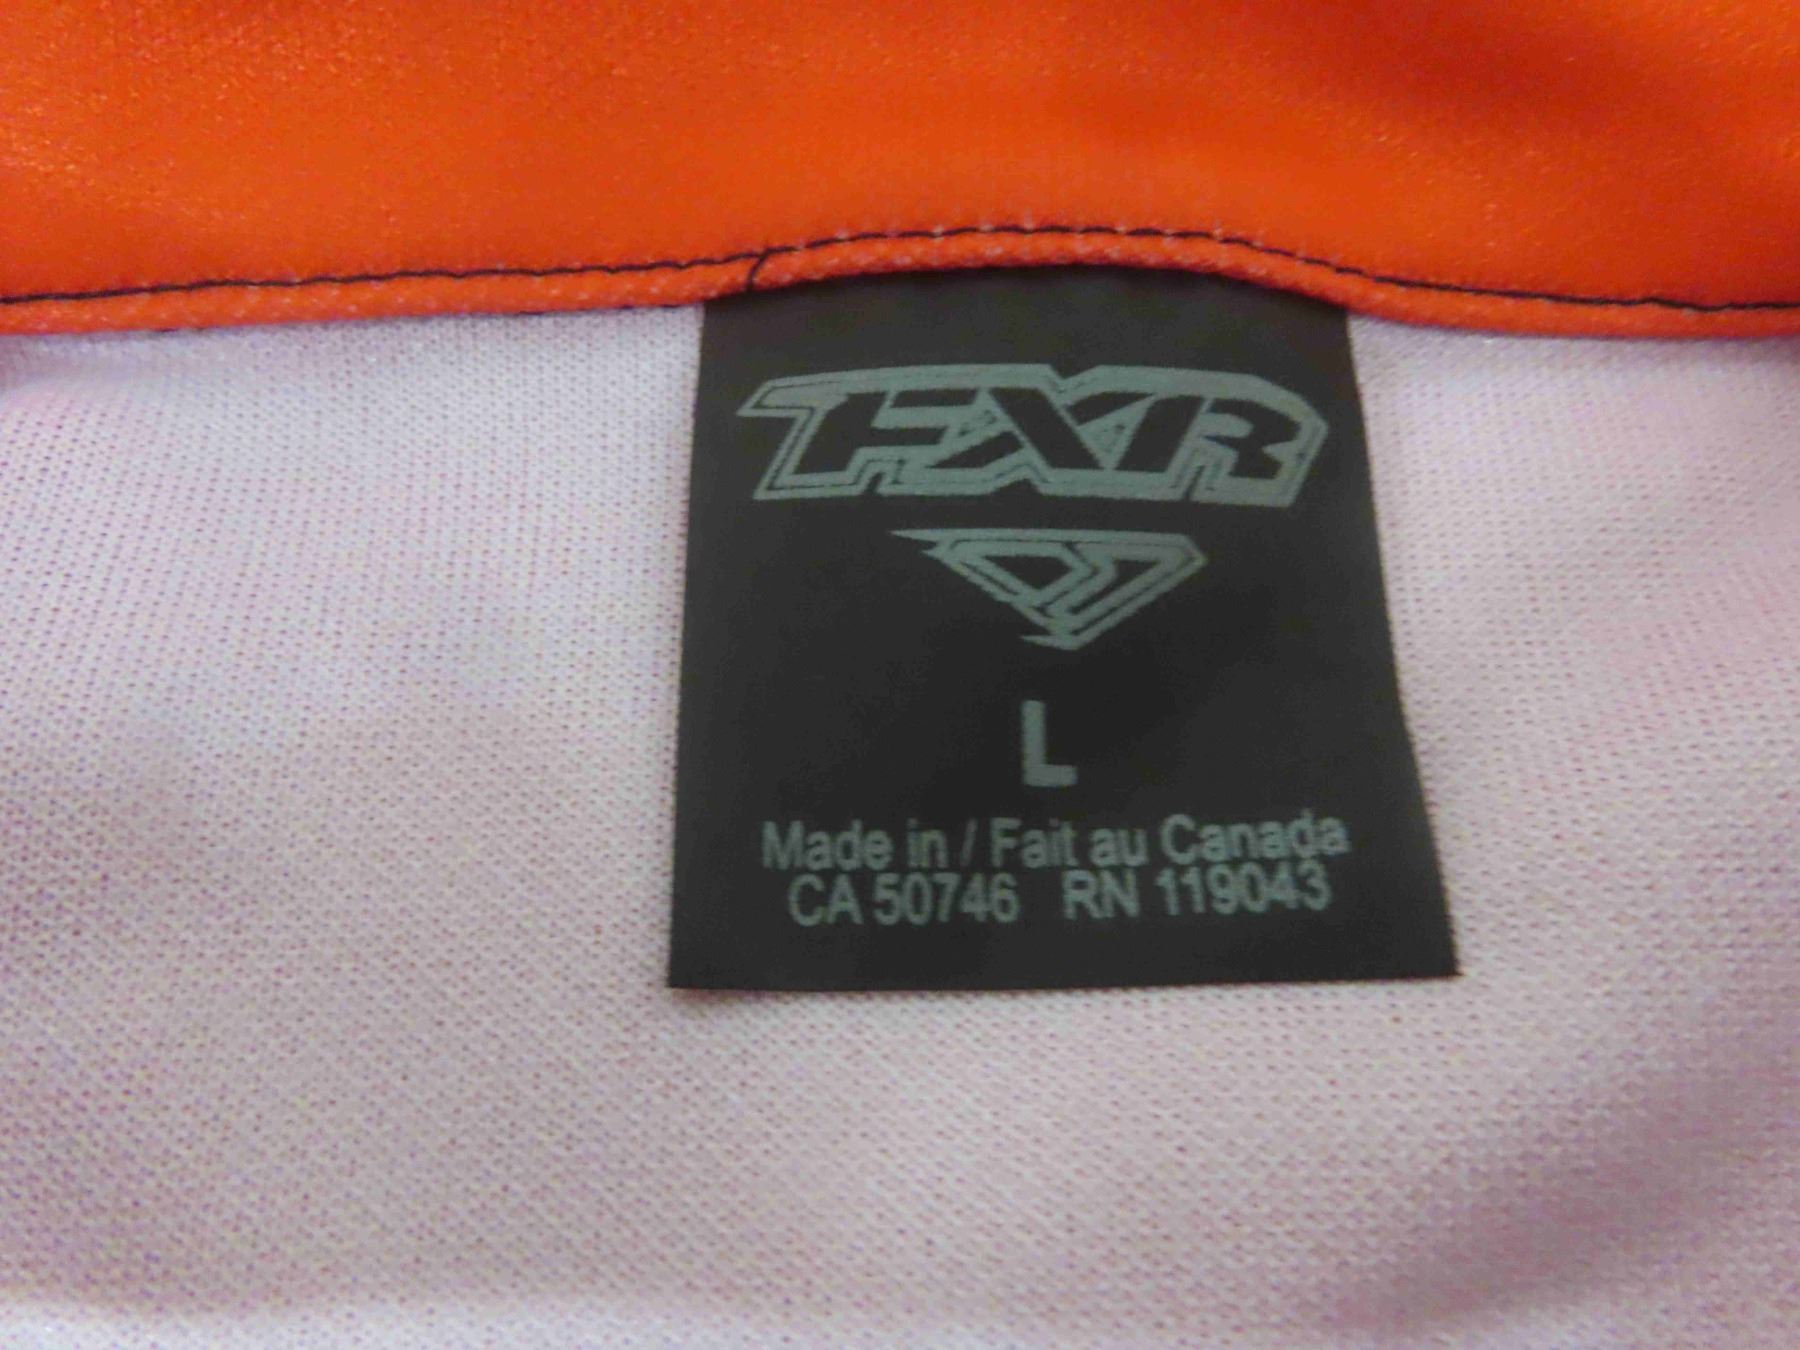 FXR
L
Made in / Fait au Canada
CA 50746 RN 119043